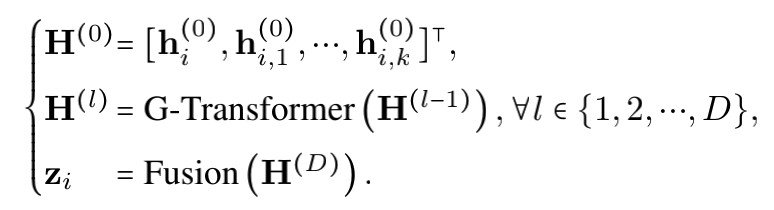 H^{(0)} = [h_i^{(0)}, h_{i,1}^{(0)}, ⋯, h_{i,k}^{(0)}]^⊤,
H^{(l)} = G-Transformer(H^{(l−1)}), ∀l ∈ {1, 2, ⋯, D},
z_i = Fusion(H^{(D)}).